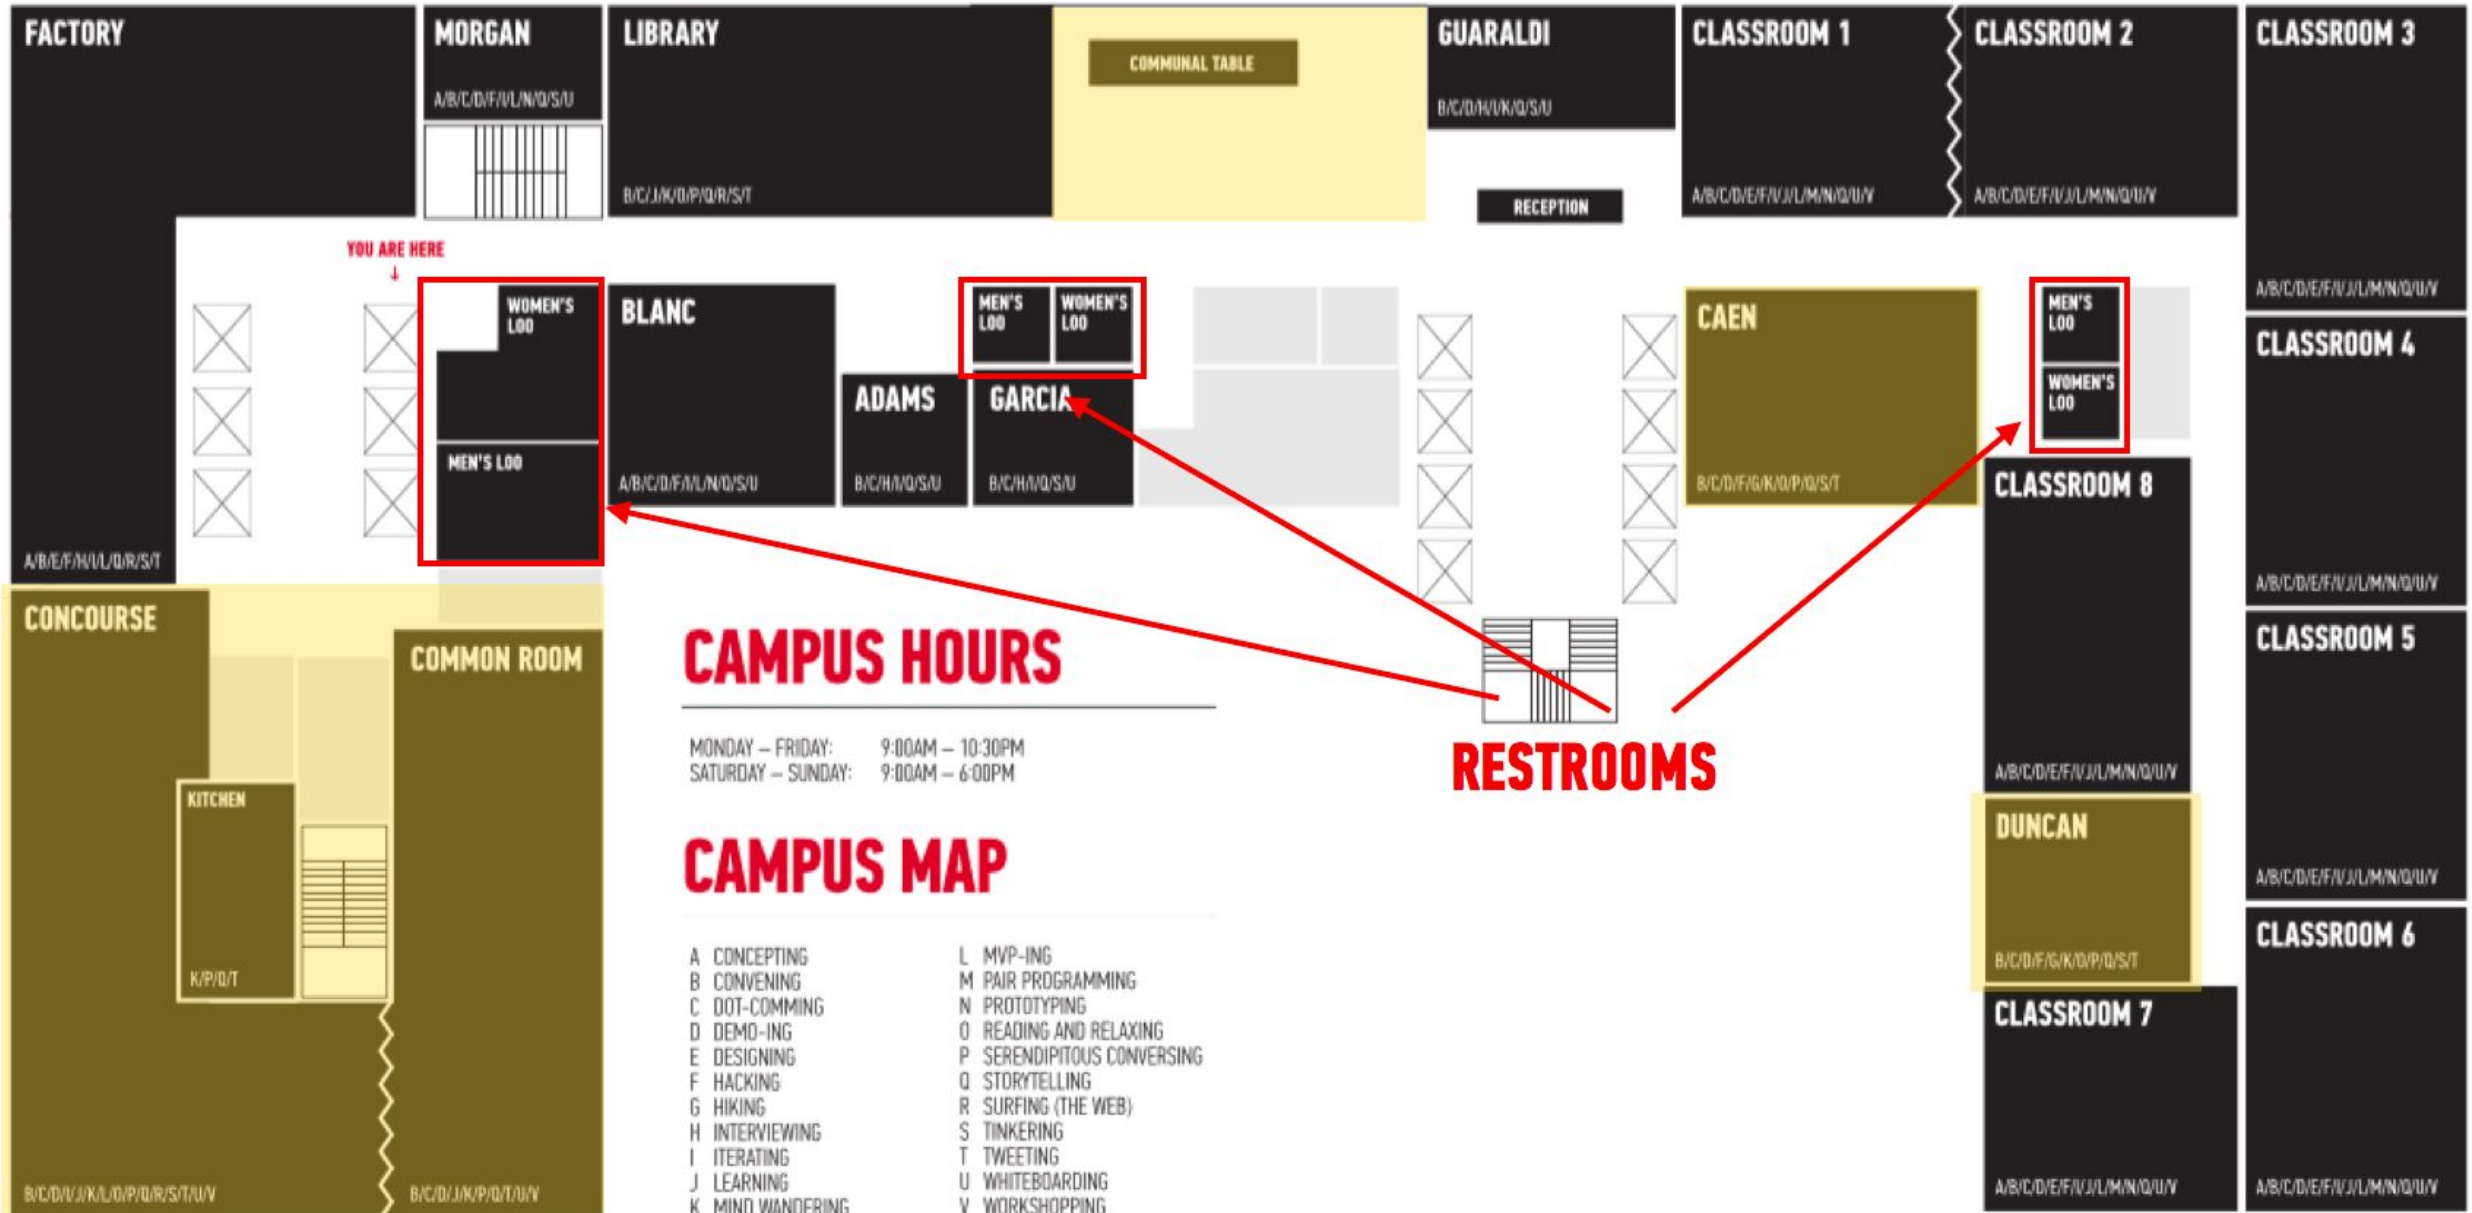 FACTORY
MORGAN
A/B/C/D/F/I/L/N/Q/S/U
LIBRARY
B/C/J/K/O/P/Q/R/S/T
COMMUNAL TABLE
GUARALDI
B/C/D/H/I/K/Q/S/U
RECEPTION
CLASSROOM 1
A/B/C/D/E/F/I/J/L/M/N/Q/U/V
CLASSROOM 2
A/B/C/D/E/F/I/J/L/M/N/Q/U/V
CLASSROOM 3
A/B/C/D/E/F/I/J/L/M/N/Q/U/V
YOU ARE HERE
↓
WOMEN'S
LOO
MEN'S LOO
BLANC
A/B/C/D/F/I/L/N/Q/S/U
ADAMS
B/C/H/I/Q/S/U
MEN'S
LOO
WOMEN'S
LOO
GARCIA
B/C/H/I/Q/S/U
CAEN
B/C/D/F/G/K/O/P/Q/S/T
MEN'S
LOO
WOMEN'S
LOO
CLASSROOM 4
A/B/C/D/E/F/I/J/L/M/N/Q/U/V
CLASSROOM 8
A/B/C/D/E/F/I/J/L/M/N/Q/U/V
A/B/E/F/H/I/L/Q/R/S/T
CONCOURSE
B/C/D/I/J/K/L/O/P/Q/R/S/T/U/V
COMMON ROOM
B/C/D/J/K/P/Q/T/U/V
KITCHEN
K/P/Q/T
CAMPUS HOURS
MONDAY – FRIDAY: 9:00AM – 10:30PM
SATURDAY – SUNDAY: 9:00AM – 6:00PM
RESTROOMS
CLASSROOM 5
A/B/C/D/E/F/I/J/L/M/N/Q/U/V
DUNCAN
B/C/D/F/G/K/O/P/Q/S/T
CLASSROOM 6
A/B/C/D/E/F/I/J/L/M/N/Q/U/V
CLASSROOM 7
A/B/C/D/E/F/I/J/L/M/N/Q/U/V
CAMPUS MAP
A CONCEPTING
B CONVENING
C DOT-COMMING
D DEMO-ING
E DESIGNING
F HACKING
G HIKING
H INTERVIEWING
I ITERATING
J LEARNING
K MIND WANDERING
L MVP-ING
M PAIR PROGRAMMING
N PROTOTYPING
O READING AND RELAXING
P SERENDIPITOUS CONVERSING
Q STORYTELLING
R SURFING (THE WEB)
S TINKERING
T TWEETING
U WHITEBOARDING
V WORKSHOPPING